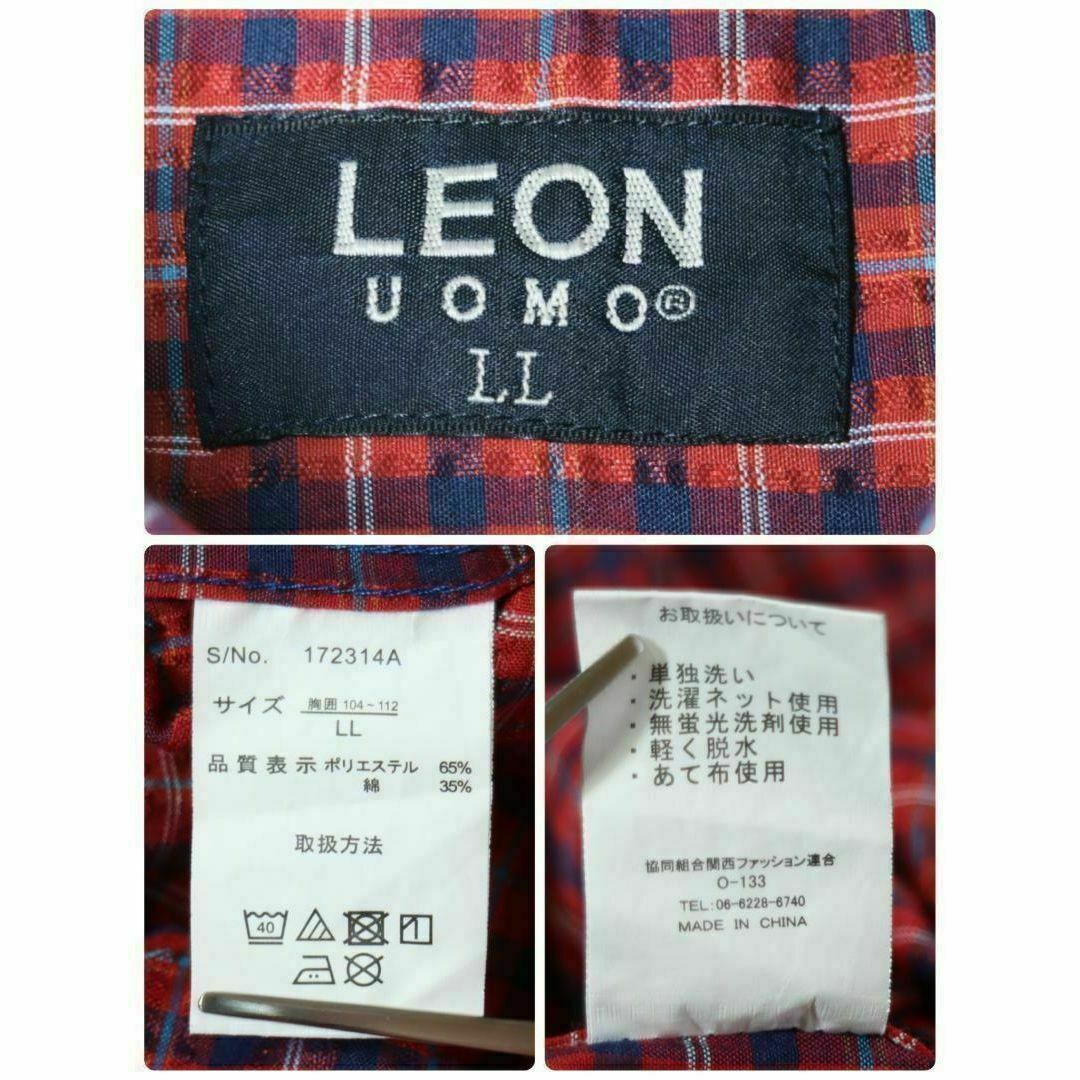 LEON
UOMO®
LL
S/No. 172314A
サイズ 胸囲 104~112
LL
品質表示 ポリエステル 65%
綿 35%
取扱方法
40
お取扱いについて
・単独洗い
・洗濯ネット使用
・無蛍光洗剤使用
・軽く脱水
・あて布使用
協同組合関西ファッション連合
O-133
TEL:06-6228-6740
MADE IN CHINA